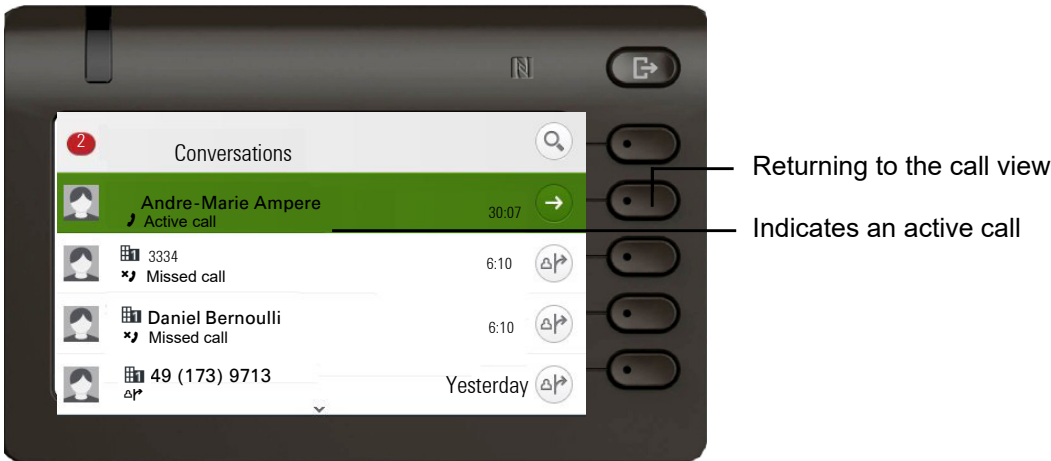 2
Conversations
Andre-Marie Ampere
Active call
30:07
3334
Missed call
6:10
Daniel Bernoulli
Missed call
6:10
49 (173) 9713
Yesterday
Returning to the call view
Indicates an active call